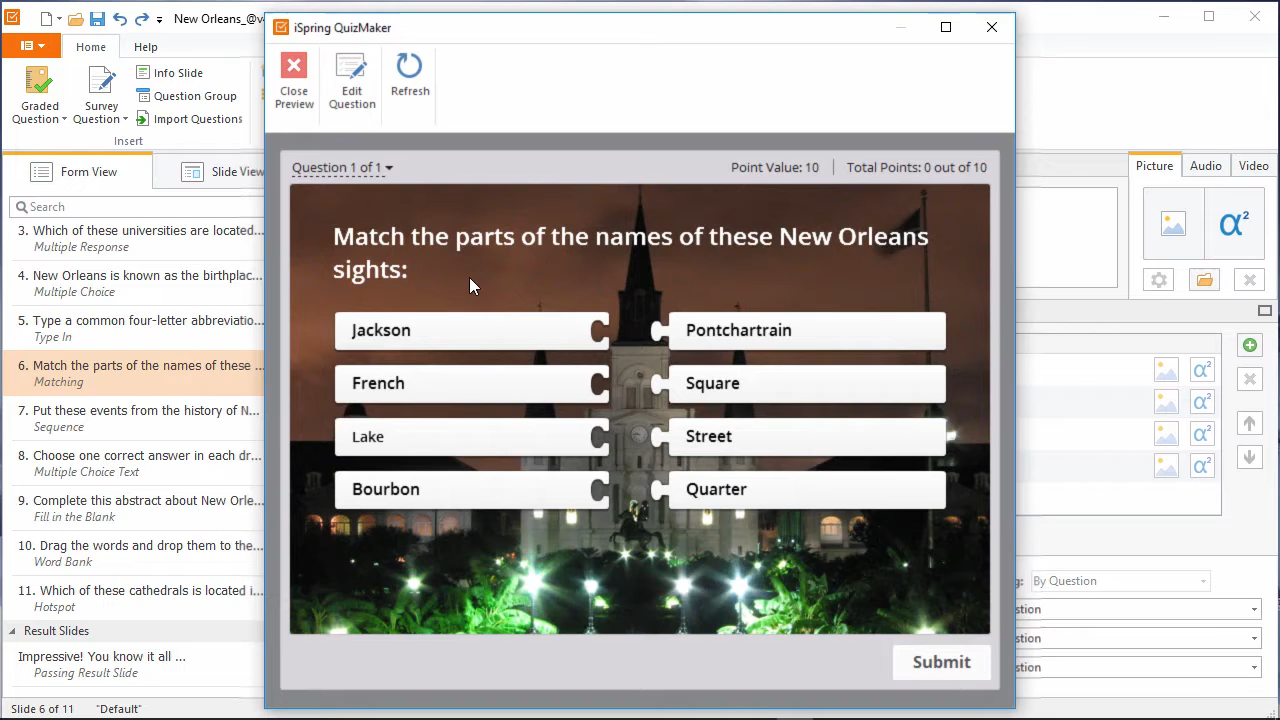 New Orleans_@v
iSpring QuizMaker
Home
Help
Graded Question
Survey Question
Info Slide
Question Group
Import Questions
Insert
Close Preview
Edit Question
Refresh
Form View
Slide View
Search
3. Which of these universities are located...
Multiple Response
4. New Orleans is known as the birthplac...
Multiple Choice
5. Type a common four-letter abbreviatio...
Type In
6. Match the parts of the names of these ...
Matching
7. Put these events from the history of N...
Sequence
8. Choose one correct answer in each dr...
Multiple Choice Text
9. Complete this abstract about New Orle...
Fill in the Blank
10. Drag the words and drop them to the...
Word Bank
11. Which of these cathedrals is located i...
Hotspot
Result Slides
Impressive! You know it all ...
Passing Result Slide
Slide 6 of 11 "Default"
Question 1 of 1
Point Value: 10 | Total Points: 0 out of 10
Match the parts of the names of these New Orleans
sights:
Jackson
Pontchartrain
French
Square
Lake
Street
Bourbon
Quarter
Submit
Picture
Audio
Video
α²
α²
α²
α²
α²
g: By Question
stion
stion
stion